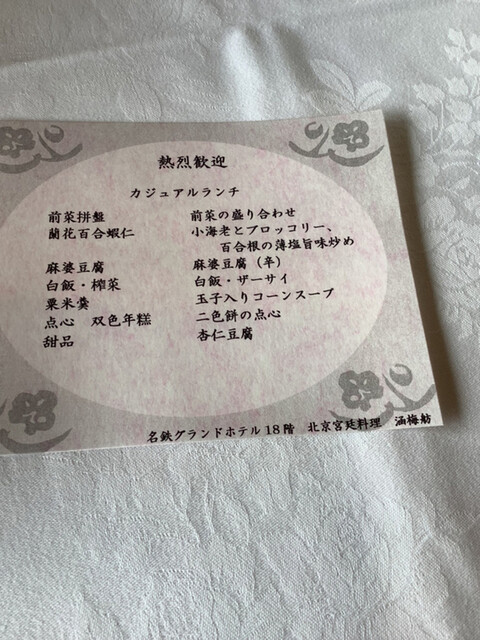 熱烈歓迎
カジュアルランチ
前菜拼盤 前菜の盛り合わせ
蘭花百合蝦仁 小海老とブロッコリー、
百合根の薄塩旨味炒め
麻婆豆腐 麻婆豆腐（辛）
白飯・榨菜 白飯・ザーサイ
粟米羹 玉子入りコーンスープ
点心 双色年糕 二色餅の点心
甜品 杏仁豆腐
名鉄グランドホテル18階 北京宮廷料理 涵梅舫